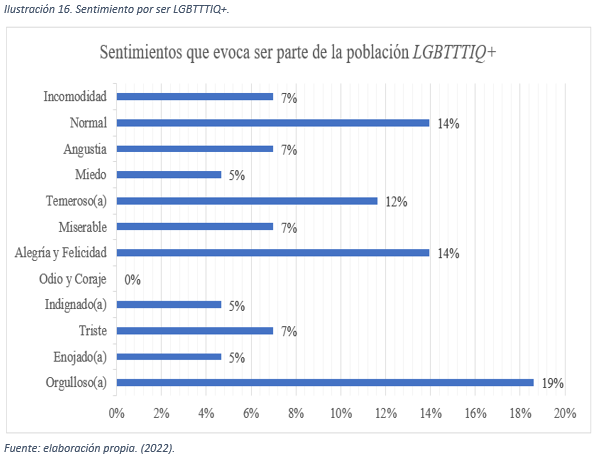 Ilustración 16. Sentimiento por ser LGBTTTIQ+.
Sentimientos que evoca ser parte de la población LGBTTTIQ+
Incomodidad 7%
Normal 14%
Angustia 7%
Miedo 5%
Temeroso(a) 12%
Miserable 7%
Alegría y Felicidad 14%
Odio y Coraje 0%
Indignado(a) 5%
Triste 7%
Enojado(a) 5%
Orgulloso(a) 19%
0% 2% 4% 6% 8% 10% 12% 14% 16% 18% 20%
Fuente: elaboración propia. (2022).